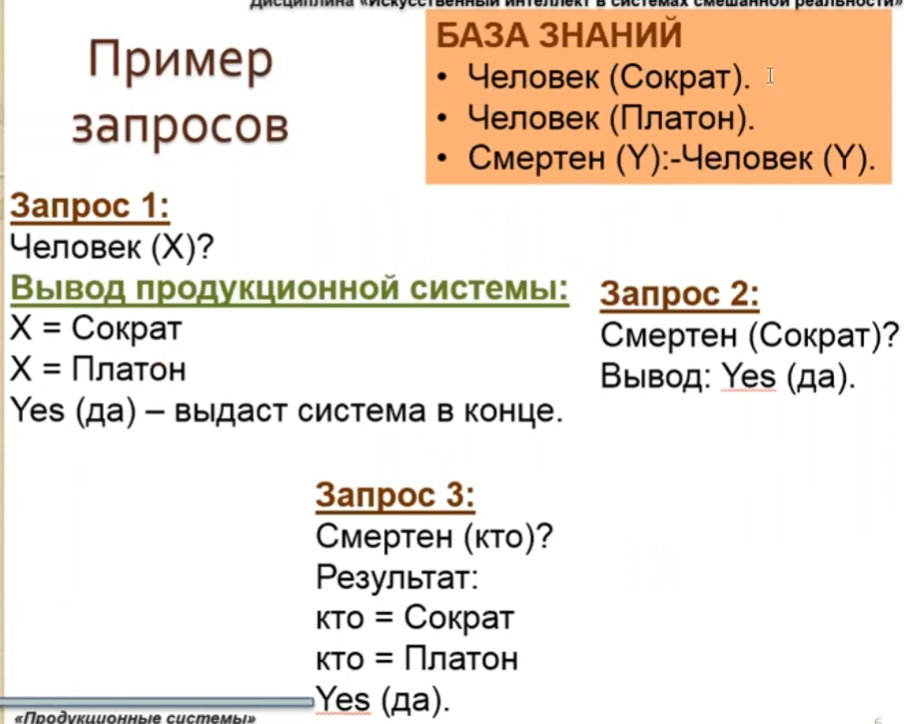 Дисциплина «Искусственный интеллект в системах смешанной реальности»
Пример
запросов
БАЗА ЗНАНИЙ
• Человек (Сократ).
• Человек (Платон).
• Смертен (Y):-Человек (Y).
Запрос 1:
Человек (X)?
Вывод продукционной системы:
X = Сократ
X = Платон
Yes (да) – выдаст система в конце.
Запрос 2:
Смертен (Сократ)?
Вывод: Yes (да).
Запрос 3:
Смертен (кто)?
Результат:
кто = Сократ
кто = Платон
Yes (да).
«Продукционные системы»
6